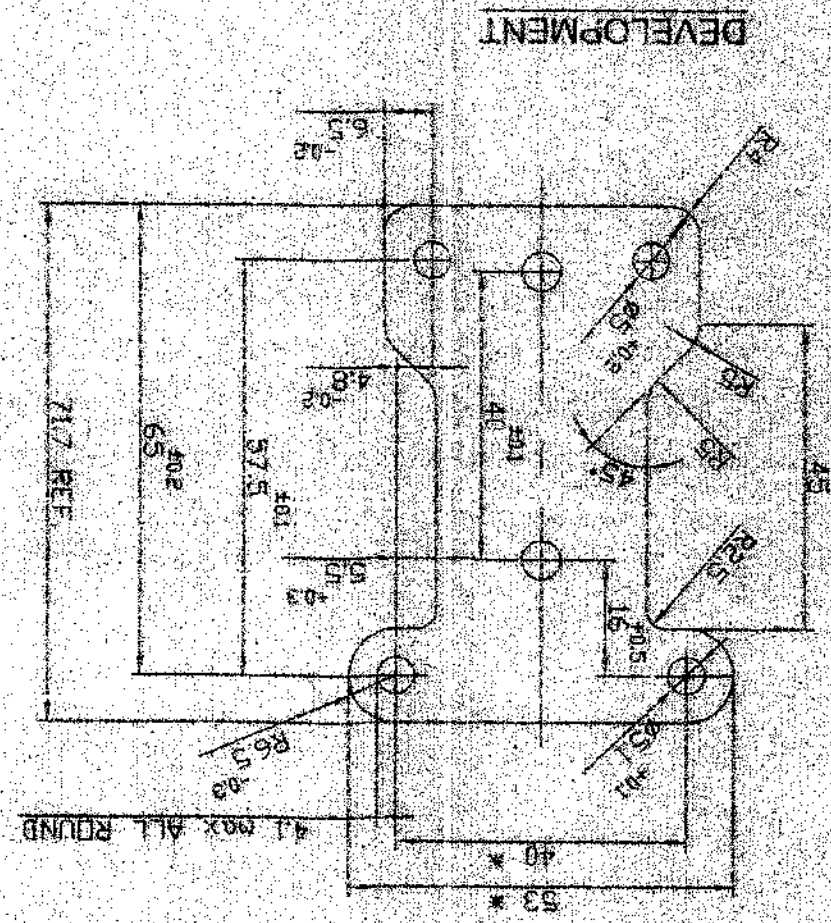 53 *
40 *
4.1 max ALL ROUND
R6.5 -0.3
Ø5.1 +0.1
16 ±0.5
R2.5
5.5 +0.3
45
45°
R5
40 ±0.1
57.5 ±0.1
65 ±0.2
71.7 REF.
4.8 -0.2
Ø5 +0.2
R4
6.5 -0.2
DEVELOPMENT